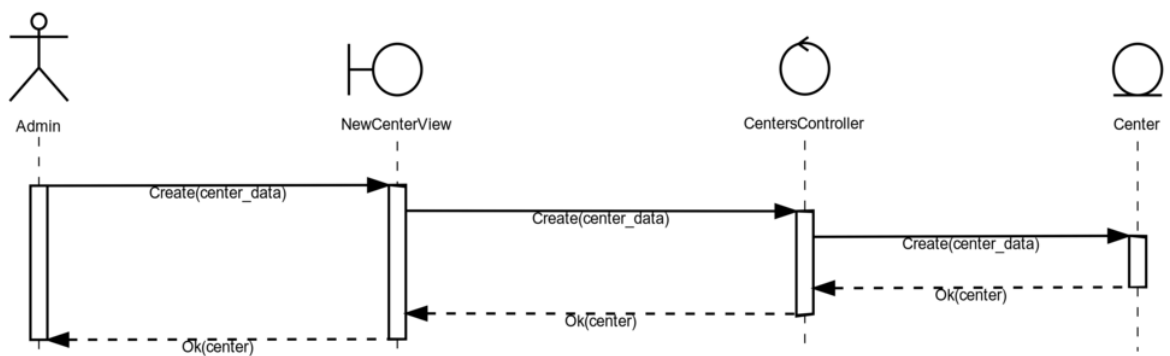 Admin
NewCenterView
CentersController
Center
Create(center_data)
Create(center_data)
Create(center_data)
Ok(center)
Ok(center)
Ok(center)